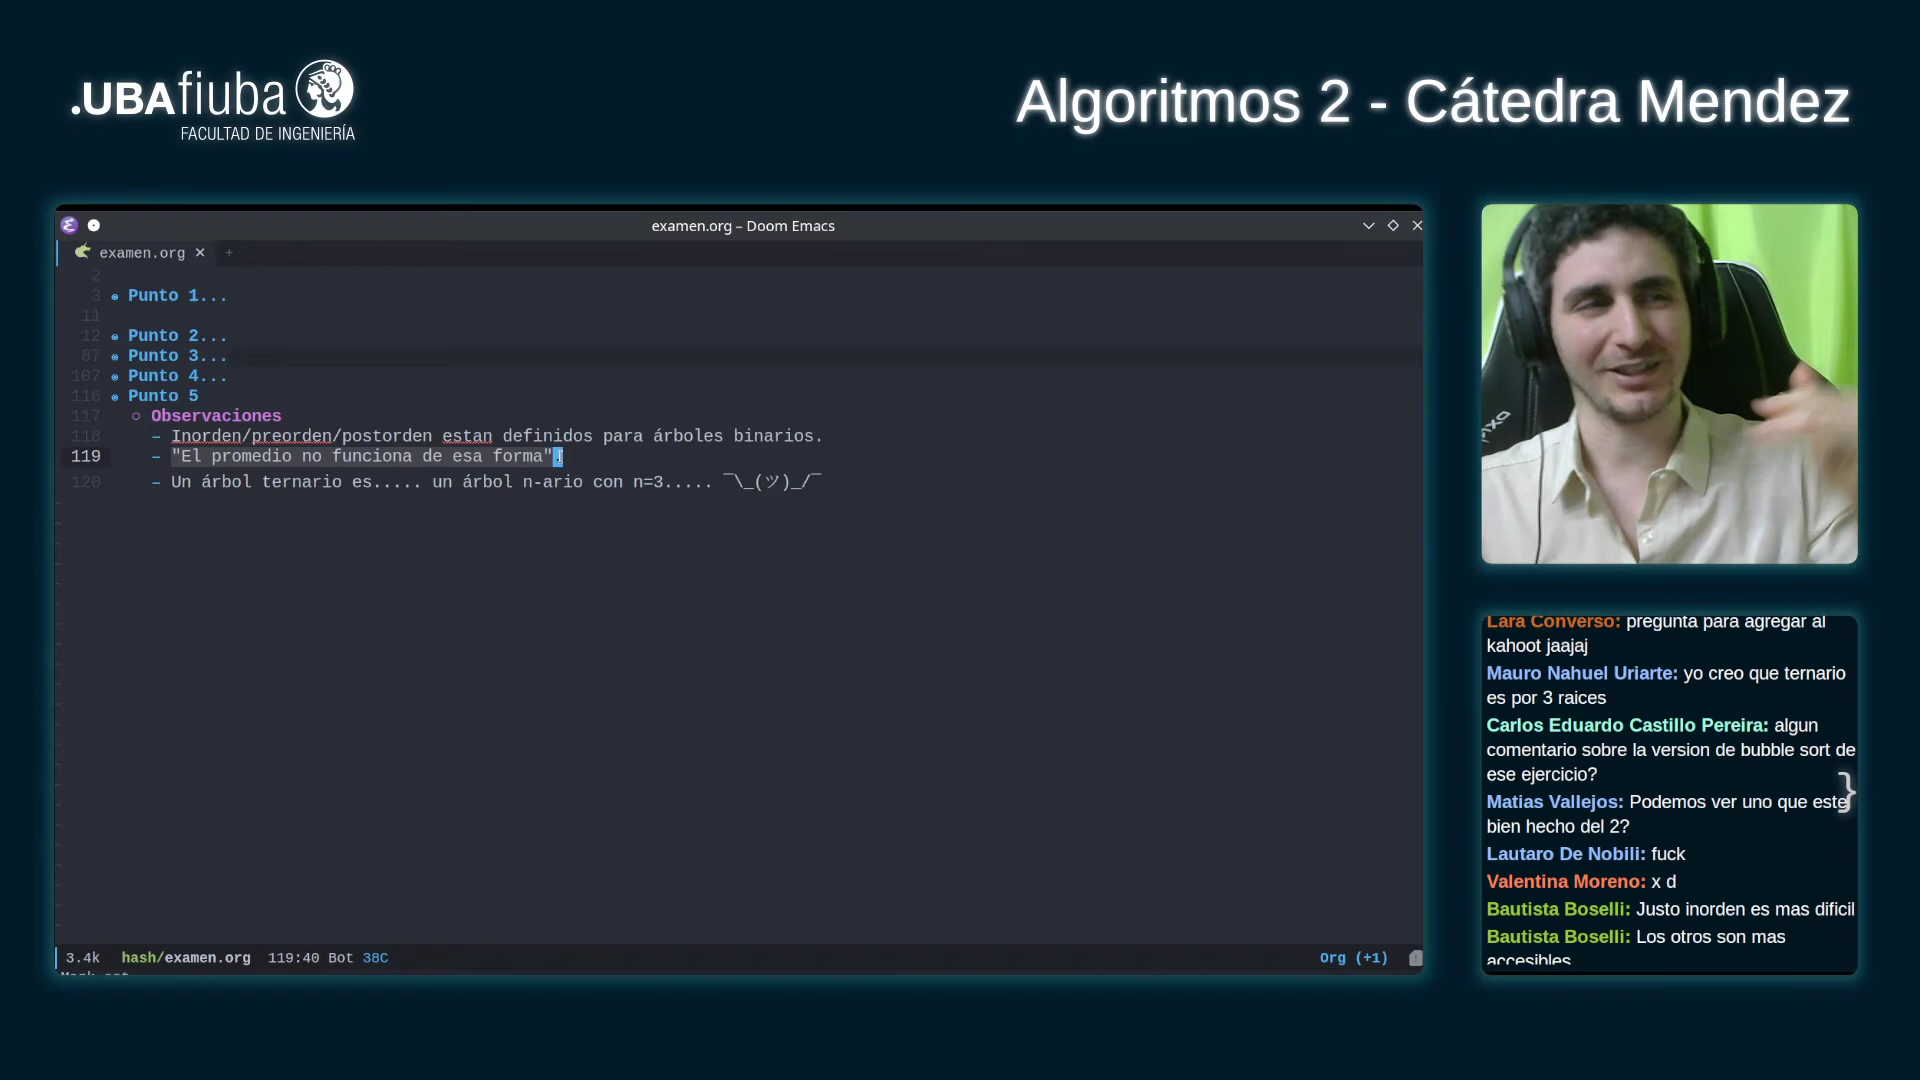 .UBAfiuba
FACULTAD DE INGENIERÍA
Algoritmos 2 - Cátedra Mendez
examen.org – Doom Emacs
examen.org ✕ +
2
3 Punto 1...
11
12 Punto 2...
87 Punto 3...
107 Punto 4...
116 Punto 5
117 ○ Observaciones
118 – Inorden/preorden/postorden estan definidos para árboles binarios.
119 – "El promedio no funciona de esa forma".
120 – Un árbol ternario es..... un árbol n-ario con n=3..... ¯\_(ツ)_/¯
3.4k hash/examen.org 119:40 Bot 38C Org (+1)
Lara Converso: pregunta para agregar al
kahoot jaajaj
Mauro Nahuel Uriarte: yo creo que ternario
es por 3 raices
Carlos Eduardo Castillo Pereira: algun
comentario sobre la version de bubble sort de
ese ejercicio?
Matias Vallejos: Podemos ver uno que este
bien hecho del 2?
}
Lautaro De Nobili: fuck
Valentina Moreno: x d
Bautista Boselli: Justo inorden es mas dificil
Bautista Boselli: Los otros son mas
accesibles